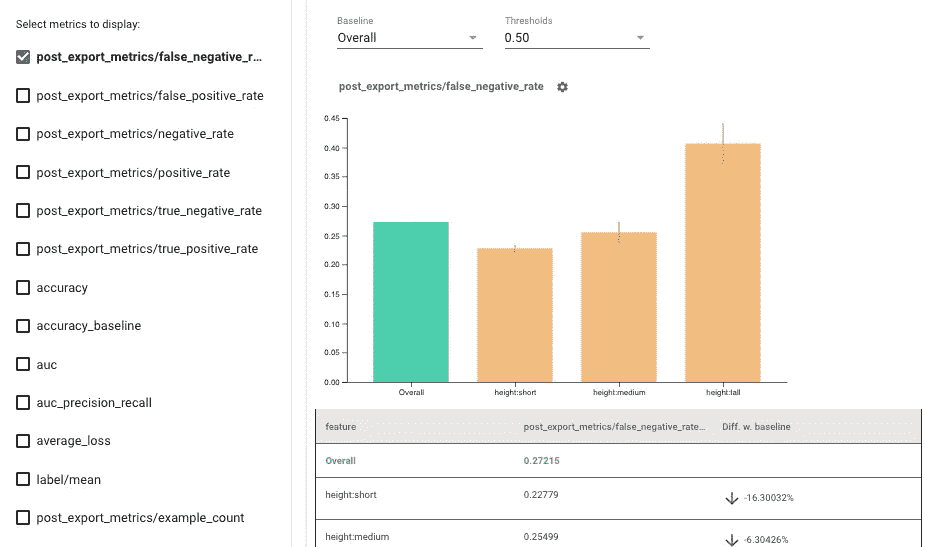 Select metrics to display:
post_export_metrics/false_negative_r...
post_export_metrics/false_positive_rate
post_export_metrics/negative_rate
post_export_metrics/positive_rate
post_export_metrics/true_negative_rate
post_export_metrics/true_positive_rate
accuracy
accuracy_baseline
auc
auc_precision_recall
average_loss
label/mean
post_export_metrics/example_count
Baseline Thresholds
Overall 0.50
post_export_metrics/false_negative_rate
0.45
0.40
0.35
0.30
0.25
0.20
0.15
0.10
0.05
0.00
Overall height:short height:medium height:tall
feature post_export_metrics/false_negative_rate... Diff. w. baseline
Overall 0.27215
height:short 0.22779 -16.30032%
height:medium 0.25499 -6.30426%